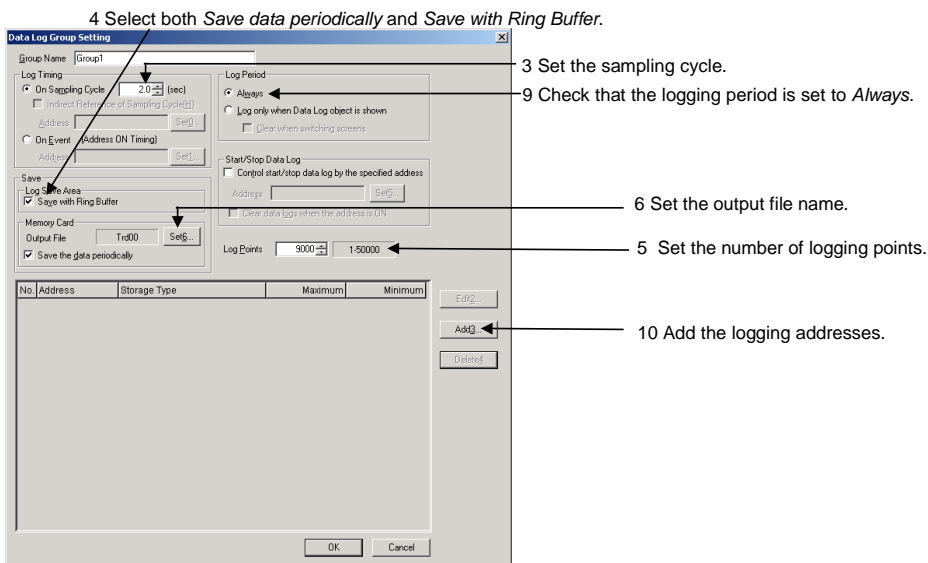 4 Select both Save data periodically and Save with Ring Buffer.
Data Log Group Setting
Group Name Group1
3 Set the sampling cycle.
Log Timing
On Sampling Cycle 2.0 (sec)
Indirect Reference of Sampling Cycle(H)
Address Set0...
On Event (Address ON Timing)
Address Set1...
Log Period
Always
9 Check that the logging period is set to Always.
Log only when Data Log object is shown
Clear when switching screens
Start/Stop Data Log
Control start/stop data log by the specified address
Address Set5...
Clear data logs when the address is ON
Save
Log Save Area
Save with Ring Buffer
Memory Card
Output File Trd00 Set6...
Save the data periodically
6 Set the output file name.
Log Points 9000 1-50000
5 Set the number of logging points.
No. Address Storage Type Maximum Minimum
Edit2...
Add3...
10 Add the logging addresses.
Delete4
OK Cancel